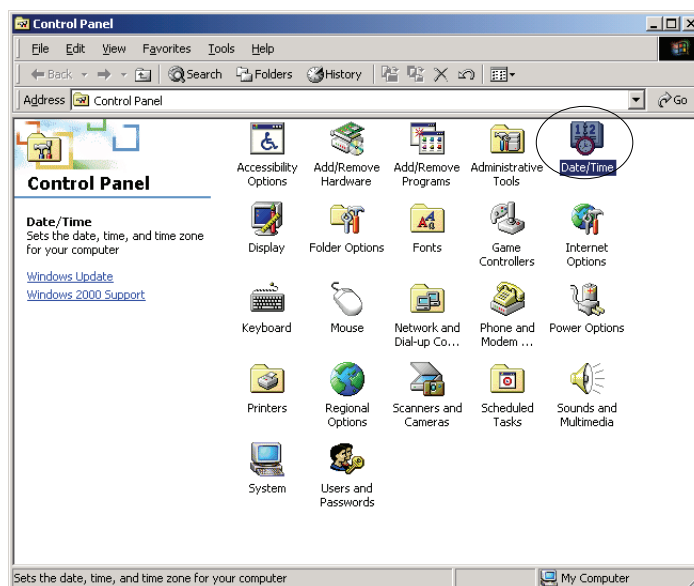 Control Panel
File Edit View Favorites Tools Help
Back Search Folders History
Address Control Panel Go
Control Panel
Date/Time
Sets the date, time, and time zone
for your computer
Windows Update
Windows 2000 Support
Accessibility Add/Remove Add/Remove Administrative Date/Time
Options Hardware Programs Tools
Display Folder Options Fonts Game Internet
Controllers Options
Keyboard Mouse Network and Phone and Power Options
Dial-up Co... Modem ...
Printers Regional Scanners and Scheduled Sounds and
Options Cameras Tasks Multimedia
System Users and
Passwords
Sets the date, time, and time zone for your computer My Computer